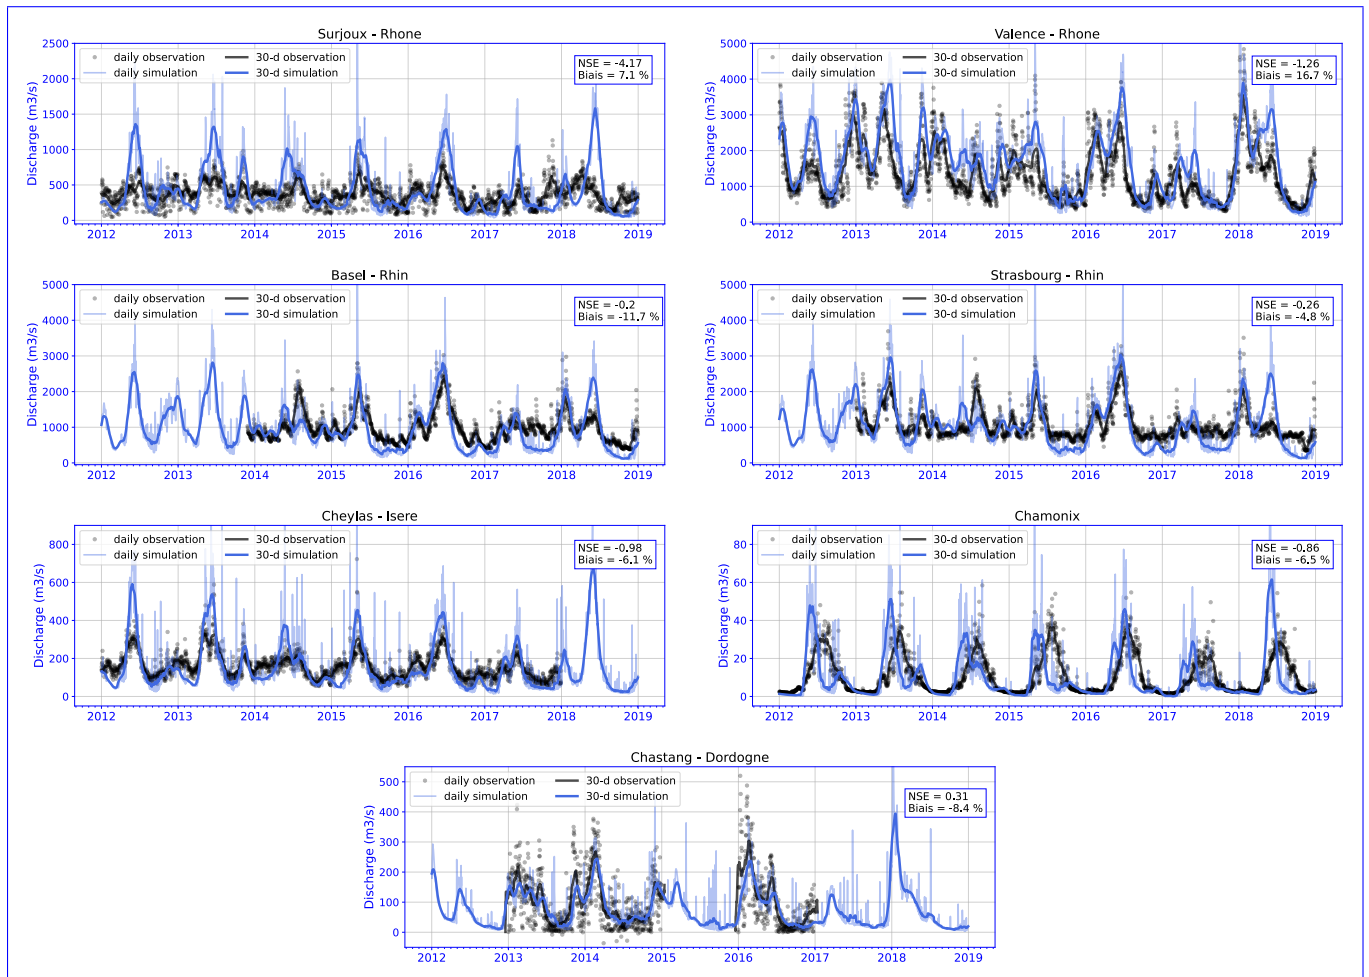 Surjoux - Rhone
daily observation
daily simulation
30-d observation
30-d simulation
NSE = -4.17
Biais = 7.1 %
Discharge (m3/s)
2500
2000
1500
1000
500
0
2012 2013 2014 2015 2016 2017 2018 2019
Valence - Rhone
daily observation
daily simulation
30-d observation
30-d simulation
NSE = -1.26
Biais = 16.7 %
Discharge (m3/s)
5000
4000
3000
2000
1000
0
2012 2013 2014 2015 2016 2017 2018 2019
Basel - Rhin
daily observation
daily simulation
30-d observation
30-d simulation
NSE = -0.2
Biais = -11.7 %
Discharge (m3/s)
5000
4000
3000
2000
1000
0
2012 2013 2014 2015 2016 2017 2018 2019
Strasbourg - Rhin
daily observation
daily simulation
30-d observation
30-d simulation
NSE = -0.26
Biais = -4.8 %
Discharge (m3/s)
5000
4000
3000
2000
1000
0
2012 2013 2014 2015 2016 2017 2018 2019
Cheylas - Isere
daily observation
daily simulation
30-d observation
30-d simulation
NSE = -0.98
Biais = -6.1 %
Discharge (m3/s)
800
600
400
200
0
2012 2013 2014 2015 2016 2017 2018 2019
Chamonix
daily observation
daily simulation
30-d observation
30-d simulation
NSE = -0.86
Biais = -6.5 %
Discharge (m3/s)
80
60
40
20
0
2012 2013 2014 2015 2016 2017 2018 2019
Chastang - Dordogne
daily observation
daily simulation
30-d observation
30-d simulation
NSE = 0.31
Biais = -8.4 %
Discharge (m3/s)
500
400
300
200
100
0
2012 2013 2014 2015 2016 2017 2018 2019